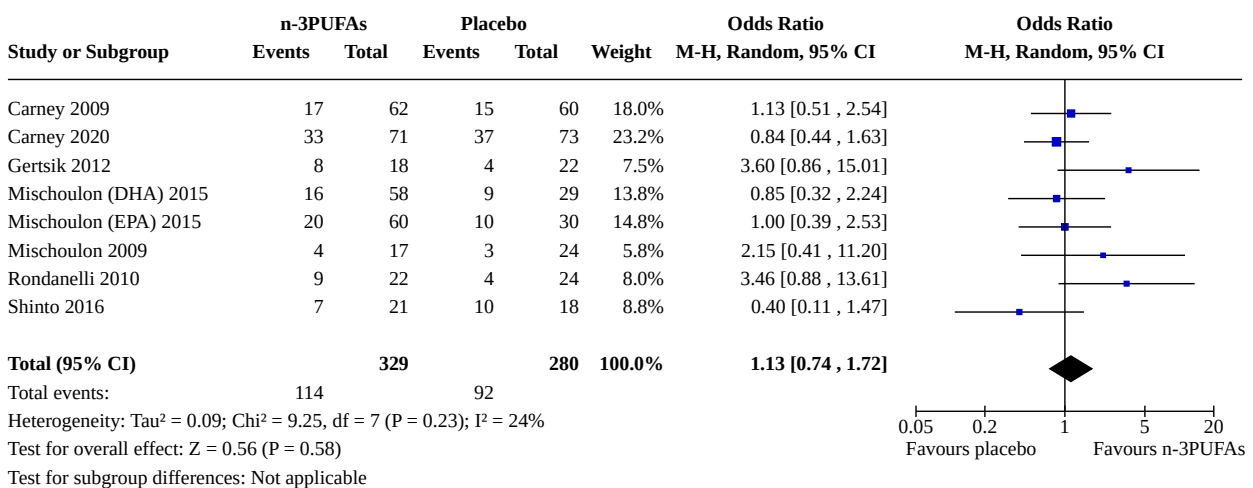 n-3PUFAs Placebo Odds Ratio Odds Ratio
Study or Subgroup Events Total Events Total Weight M-H, Random, 95% CI M-H, Random, 95% CI
Carney 2009 17 62 15 60 18.0% 1.13 [0.51 , 2.54]
Carney 2020 33 71 37 73 23.2% 0.84 [0.44 , 1.63]
Gertsik 2012 8 18 4 22 7.5% 3.60 [0.86 , 15.01]
Mischoulon (DHA) 2015 16 58 9 29 13.8% 0.85 [0.32 , 2.24]
Mischoulon (EPA) 2015 20 60 10 30 14.8% 1.00 [0.39 , 2.53]
Mischoulon 2009 4 17 3 24 5.8% 2.15 [0.41 , 11.20]
Rondanelli 2010 9 22 4 24 8.0% 3.46 [0.88 , 13.61]
Shinto 2016 7 21 10 18 8.8% 0.40 [0.11 , 1.47]
Total (95% CI) 329 280 100.0% 1.13 [0.74 , 1.72]
Total events: 114 92
Heterogeneity: Tau² = 0.09; Chi² = 9.25, df = 7 (P = 0.23); I² = 24%
0.05 0.2 1 5 20
Test for overall effect: Z = 0.56 (P = 0.58) Favours placebo Favours n-3PUFAs
Test for subgroup differences: Not applicable